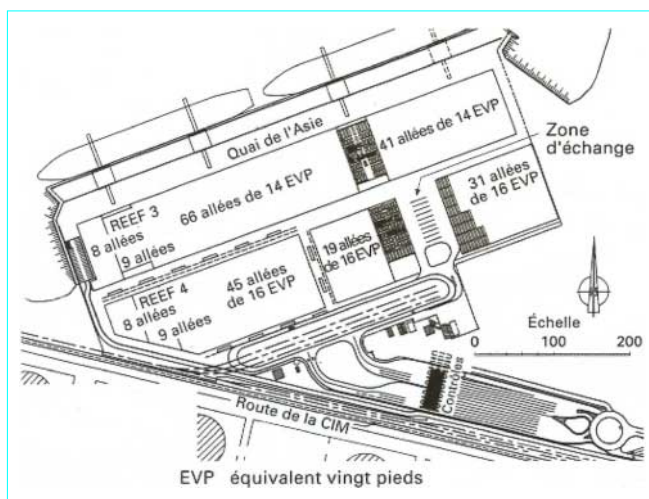 Quai de l'Asie
41 allées de 14 EVP
Zone
d'échange
REEF 3
66 allées de 14 EVP
8 allées
9 allées
31 allées
de 16 EVP
19 allées
de 16 EVP
REEF 4
45 allées
de 16 EVP
8 allées
9 allées
Échelle
0 100 200
Contrôles
Route de la CIM
EVP équivalent vingt pieds